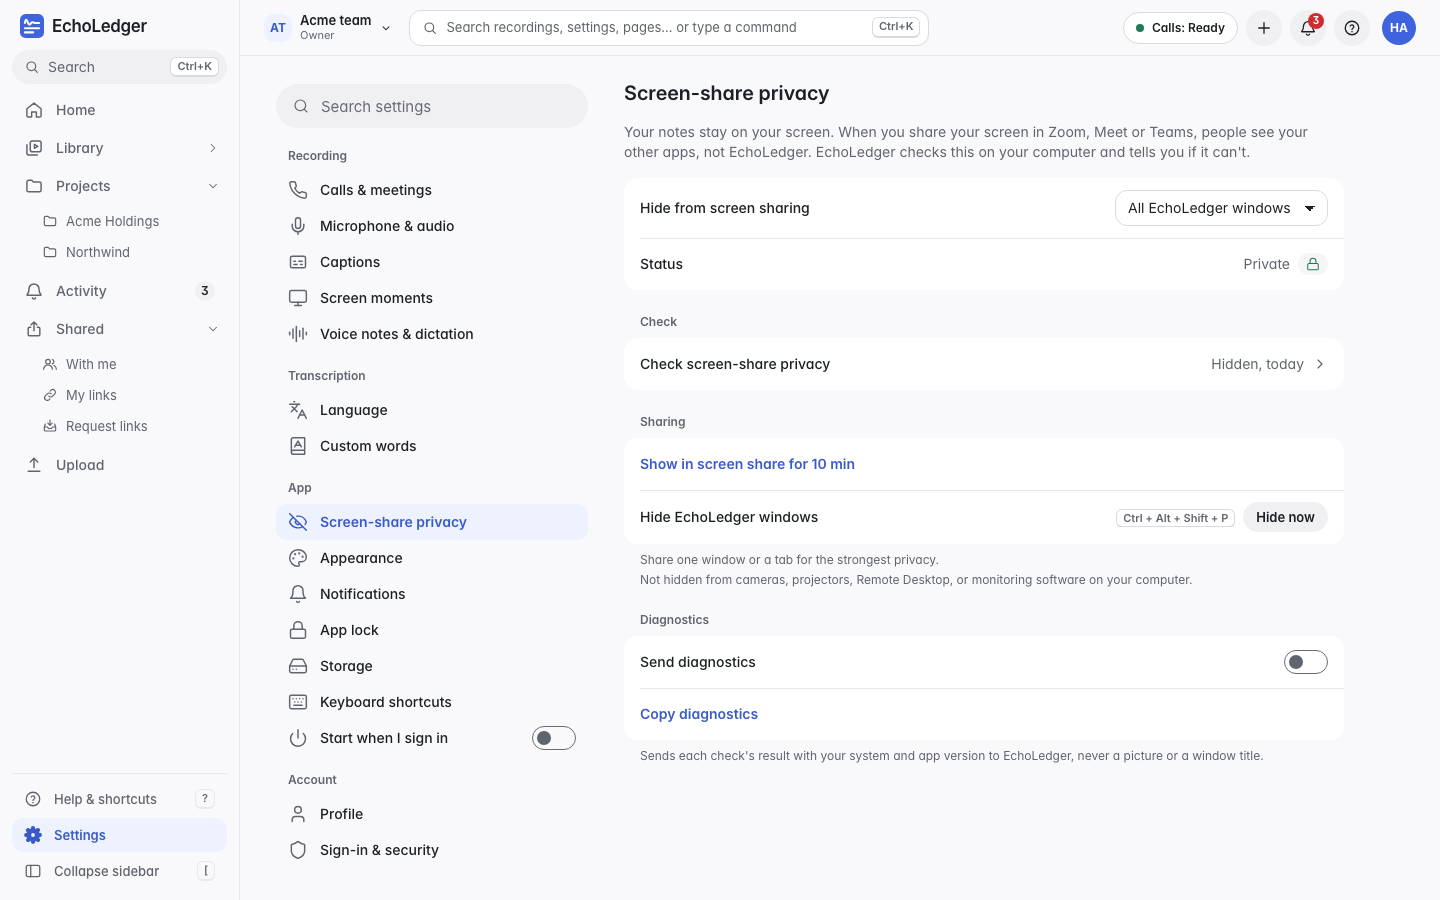 EchoLedger
Search Ctrl+K
Home
Library
Projects
Acme Holdings
Northwind
Activity 3
Shared
With me
My links
Request links
Upload
Help & shortcuts ?
Settings
Collapse sidebar [
AT Acme team
Owner
Search recordings, settings, pages... or type a command Ctrl+K
Calls: Ready
3
HA
Search settings
Recording
Calls & meetings
Microphone & audio
Captions
Screen moments
Voice notes & dictation
Transcription
Language
Custom words
App
Screen-share privacy
Appearance
Notifications
App lock
Storage
Keyboard shortcuts
Start when I sign in
Account
Profile
Sign-in & security
Screen-share privacy
Your notes stay on your screen. When you share your screen in Zoom, Meet or Teams, people see your
other apps, not EchoLedger. EchoLedger checks this on your computer and tells you if it can't.
Hide from screen sharing All EchoLedger windows
Status Private
Check
Check screen-share privacy Hidden, today
Sharing
Show in screen share for 10 min
Hide EchoLedger windows Ctrl + Alt + Shift + P Hide now
Share one window or a tab for the strongest privacy.
Not hidden from cameras, projectors, Remote Desktop, or monitoring software on your computer.
Diagnostics
Send diagnostics
Copy diagnostics
Sends each check's result with your system and app version to EchoLedger, never a picture or a window title.